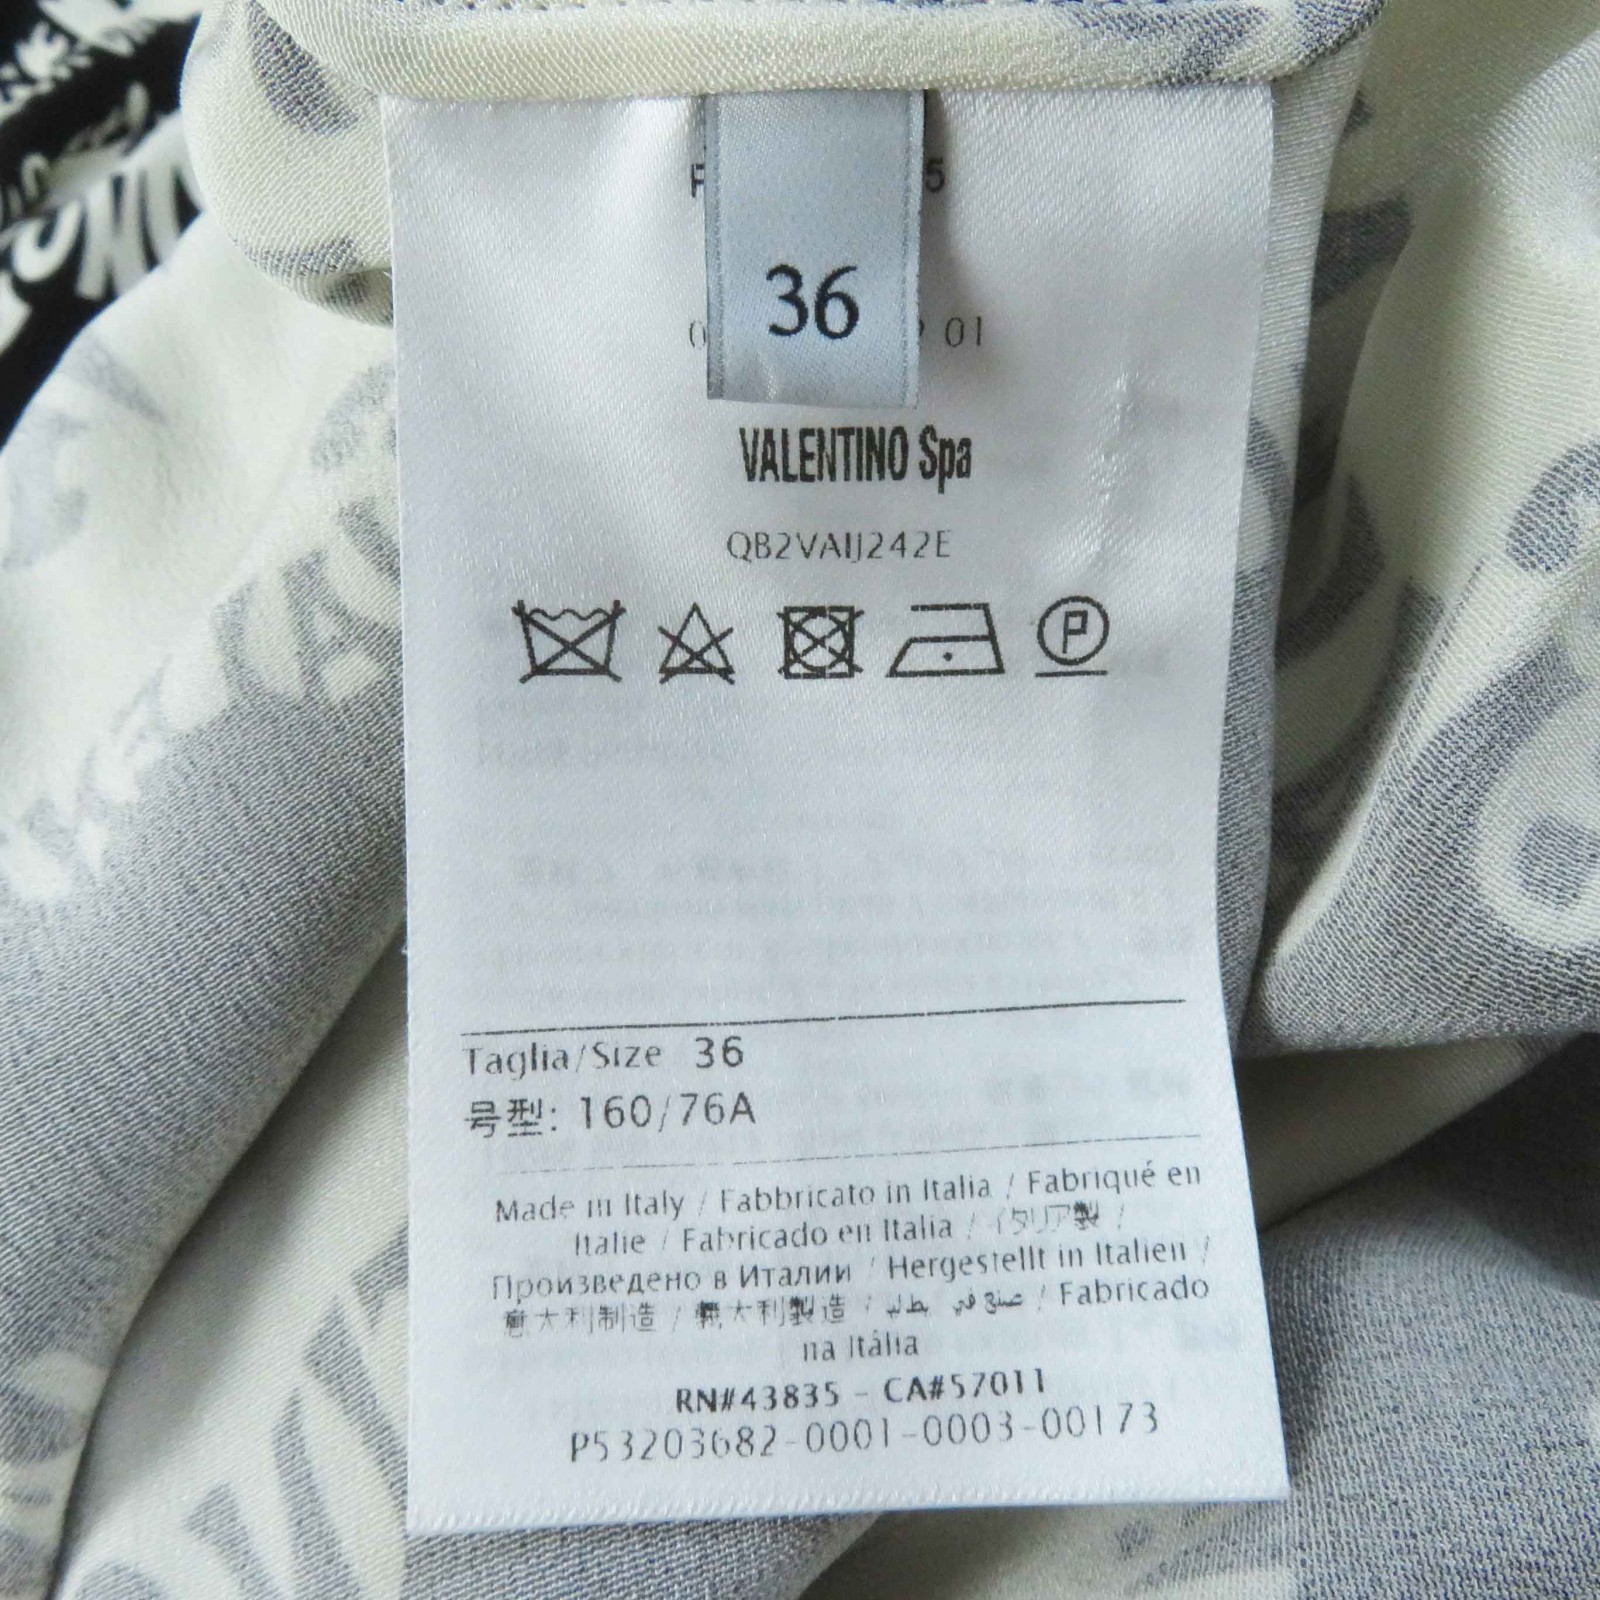 5
36
01
VALENTINO Spa
QB2VAIJ242E
P
Taglia/Size 36
号型: 160/76A
Made in Italy / Fabbricato in Italia / Fabriqué en
Italie / Fabricado en Italia / イタリア製 /
Произведено в Италии / Hergestellt in Italien /
意大利制造 / 義大利製造 / صنع في / Fabricado
na Itália
RN#43835 - CA#57011
P53203682-0001-0003-00173